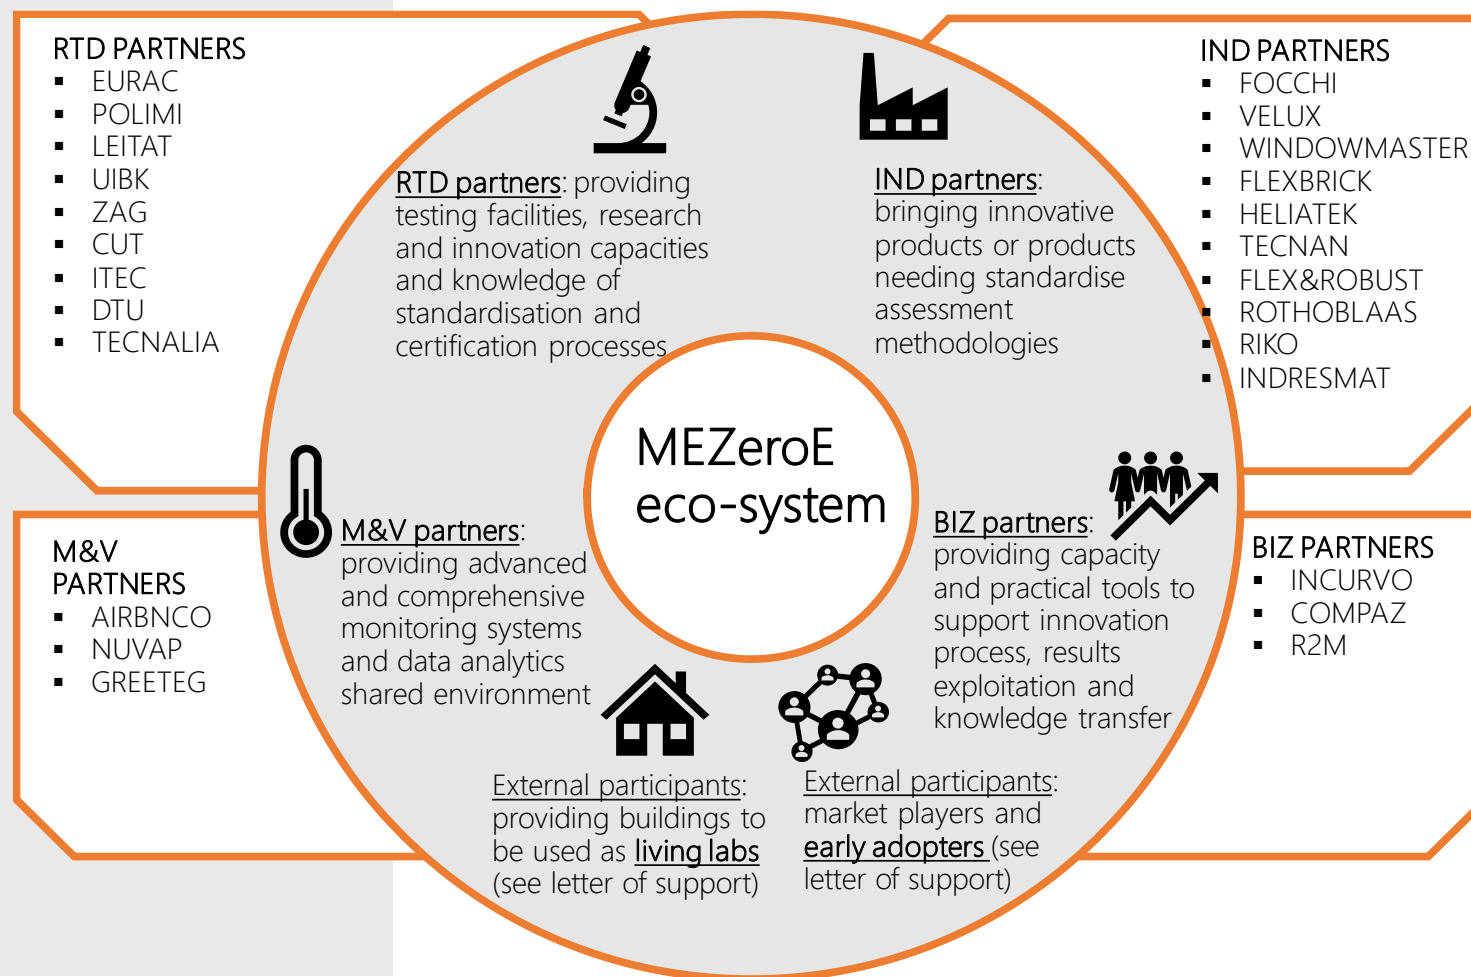 RTD PARTNERS
▪ EURAC
▪ POLIMI
▪ LEITAT
▪ UIBK
▪ ZAG
▪ CUT
▪ ITEC
▪ DTU
▪ TECNALIA
IND PARTNERS
▪ FOCCHI
▪ VELUX
▪ WINDOWMASTER
▪ FLEXBRICK
▪ HELIATEK
▪ TECNAN
▪ FLEX&ROBUST
▪ ROTHOBLAAS
▪ RIKO
▪ INDRESMAT
RTD partners: providing
testing facilities, research
and innovation capacities
and knowledge of
standardisation and
certification processes
IND partners:
bringing innovative
products or products
needing standardise
assessment
methodologies
MEZeroE
eco-system
M&V
PARTNERS
▪ AIRBNCO
▪ NUVAP
▪ GREETEG
M&V partners:
providing advanced
and comprehensive
monitoring systems
and data analytics
shared environment
BIZ partners:
providing capacity
and practical tools to
support innovation
process, results
exploitation and
knowledge transfer
BIZ PARTNERS
▪ INCURVO
▪ COMPAZ
▪ R2M
External participants:
providing buildings to
be used as living labs
(see letter of support)
External participants:
market players and
early adopters (see
letter of support)